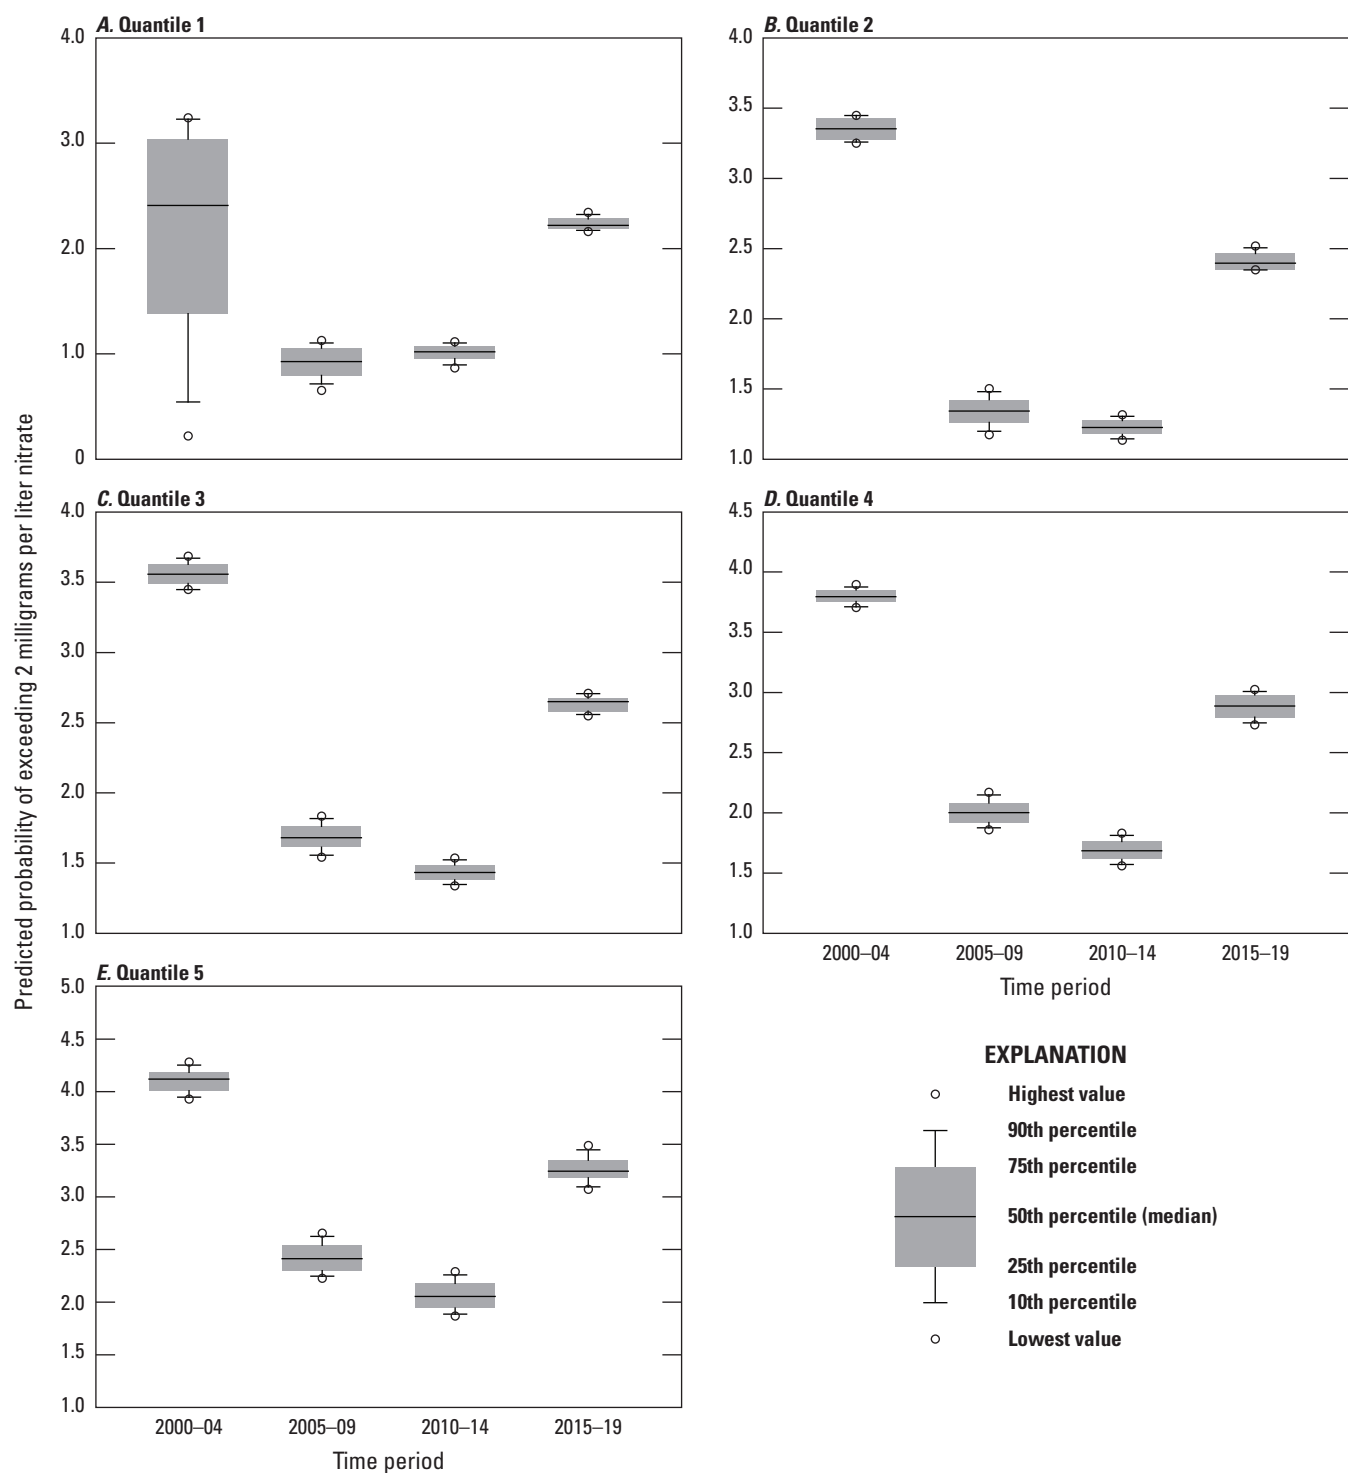 Predicted probability of exceeding 2 milligrams per liter nitrate
A. Quantile 1
4.0
3.0
2.0
1.0
0
B. Quantile 2
4.0
3.5
3.0
2.5
2.0
1.5
1.0
C. Quantile 3
4.0
3.5
3.0
2.5
2.0
1.5
1.0
D. Quantile 4
4.5
4.0
3.5
3.0
2.5
2.0
1.5
1.0
2000–04 2005–09 2010–14 2015–19
Time period
E. Quantile 5
5.0
4.5
4.0
3.5
3.0
2.5
2.0
1.5
1.0
2000–04 2005–09 2010–14 2015–19
Time period
EXPLANATION
Highest value
90th percentile
75th percentile
50th percentile (median)
25th percentile
10th percentile
Lowest value